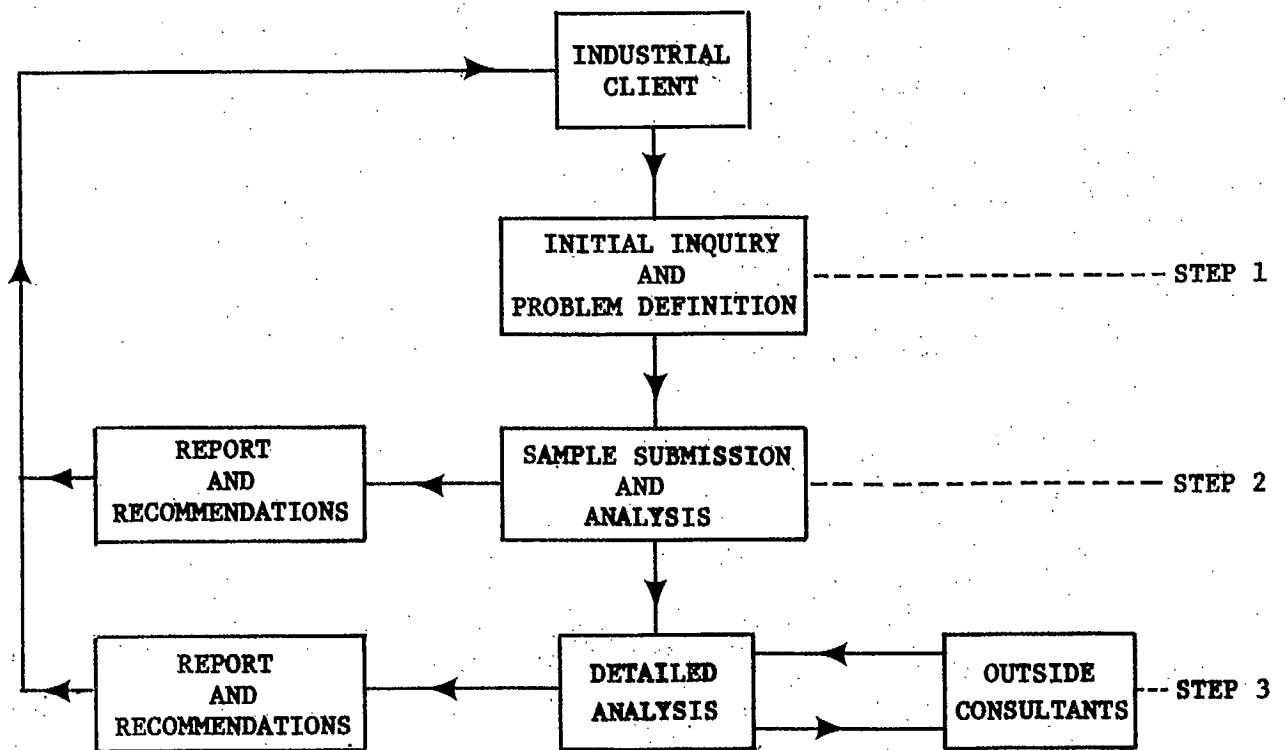 INDUSTRIAL
CLIENT
INITIAL INQUIRY
AND
PROBLEM DEFINITION
STEP 1
REPORT
AND
RECOMMENDATIONS
SAMPLE SUBMISSION
AND
ANALYSIS
STEP 2
REPORT
AND
RECOMMENDATIONS
DETAILED
ANALYSIS
OUTSIDE
CONSULTANTS
STEP 3